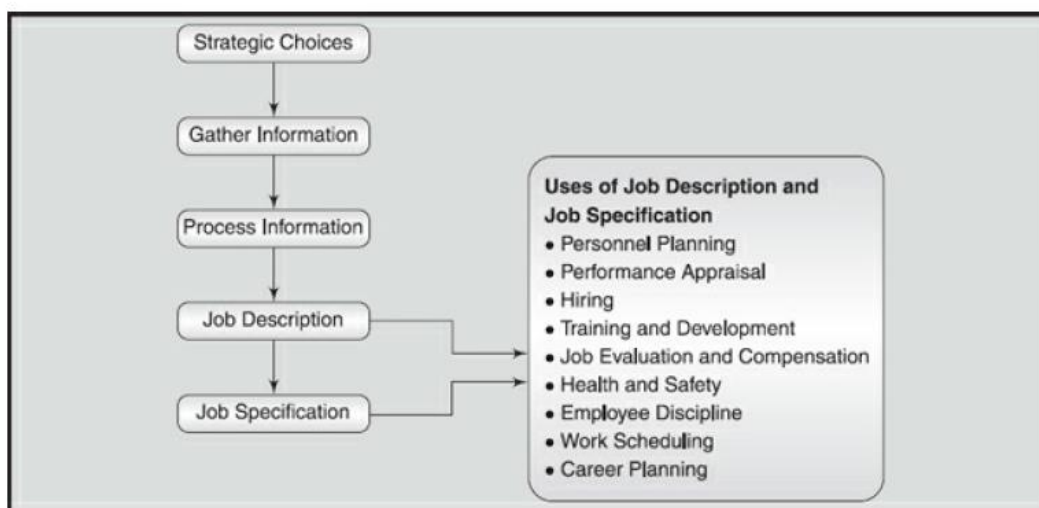 Strategic Choices
Gather Information
Process Information
Job Description
Job Specification
Uses of Job Description and
Job Specification
• Personnel Planning
• Performance Appraisal
• Hiring
• Training and Development
• Job Evaluation and Compensation
• Health and Safety
• Employee Discipline
• Work Scheduling
• Career Planning